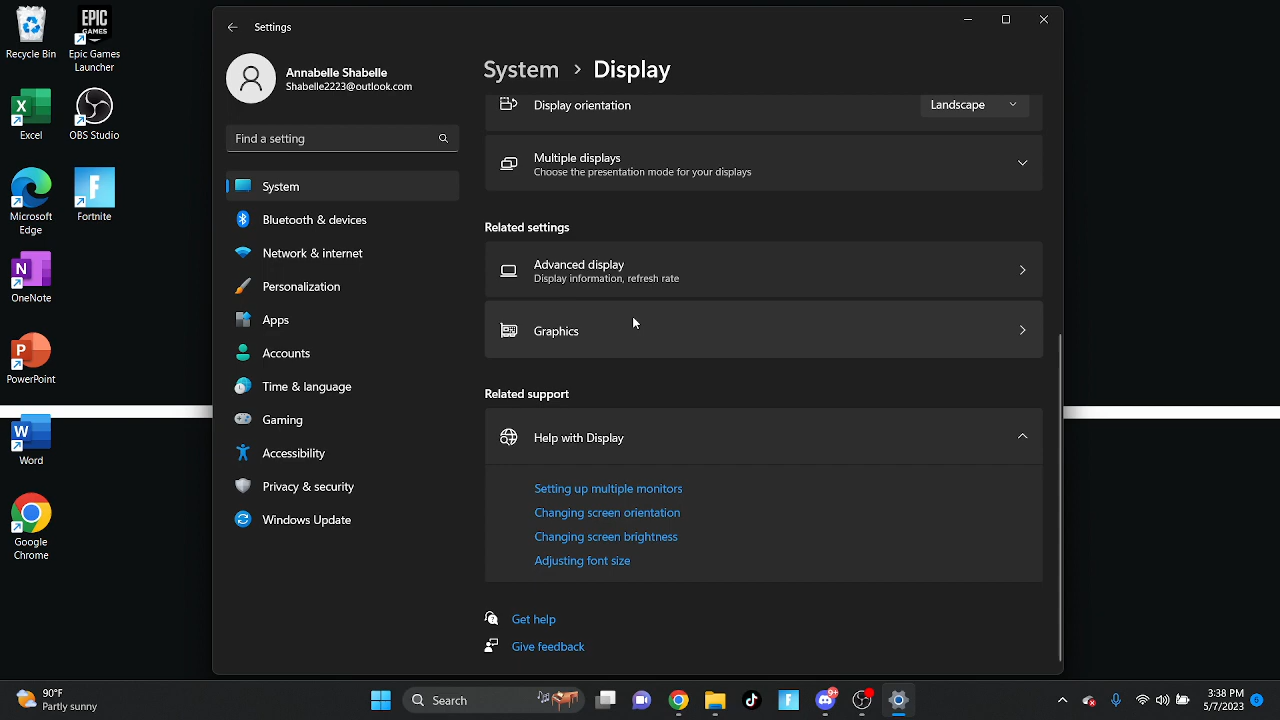 Recycle Bin
Epic Games
Launcher
EPIC
GAMES
Excel
OBS Studio
Microsoft
Edge
Fortnite
OneNote
PowerPoint
Word
Google
Chrome
Settings
Annabelle Shabelle
Shabelle2223@outlook.com
Find a setting
System
Bluetooth & devices
Network & internet
Personalization
Apps
Accounts
Time & language
Gaming
Accessibility
Privacy & security
Windows Update
System > Display
Display orientation
Landscape
Multiple displays
Choose the presentation mode for your displays
Related settings
Advanced display
Display information, refresh rate
Graphics
Related support
Help with Display
Setting up multiple monitors
Changing screen orientation
Changing screen brightness
Adjusting font size
Get help
Give feedback
90°F
Partly sunny
Search
3:38 PM
5/7/2023